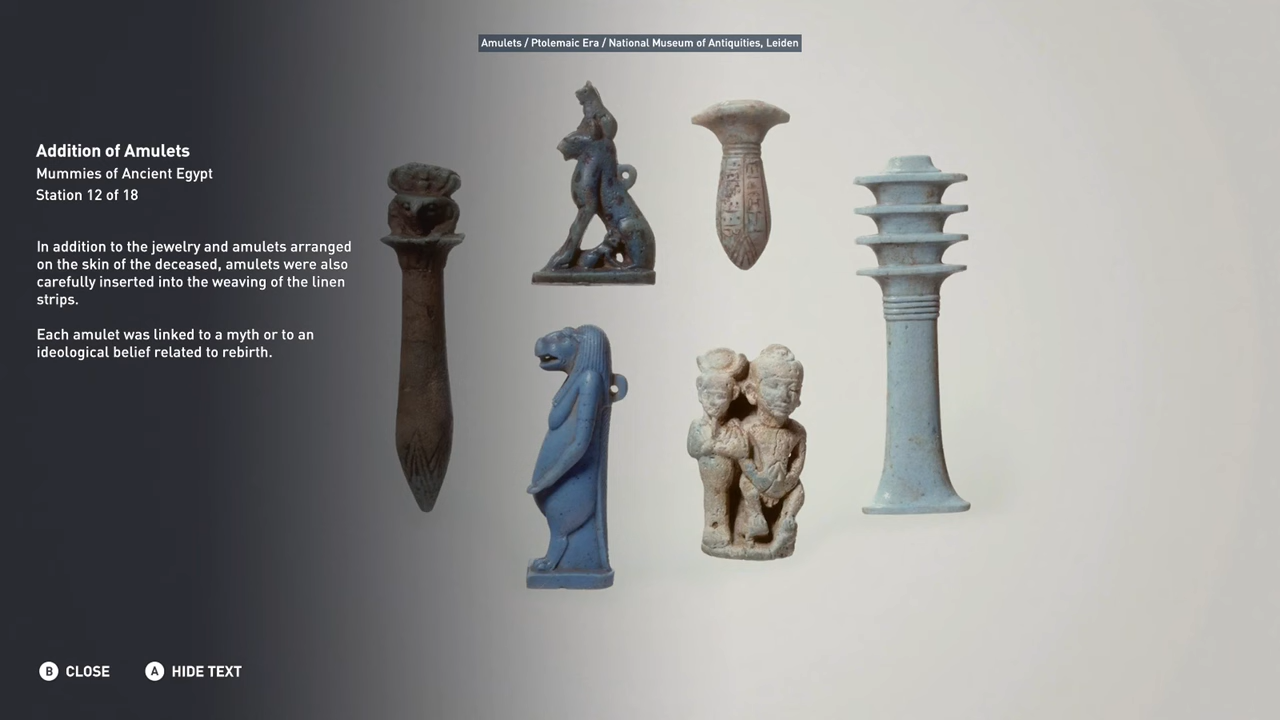 Amulets / Ptolemaic Era / National Museum of Antiquities, Leiden
Addition of Amulets
Mummies of Ancient Egypt
Station 12 of 18
In addition to the jewelry and amulets arranged
on the skin of the deceased, amulets were also
carefully inserted into the weaving of the linen
strips.
Each amulet was linked to a myth or to an
ideological belief related to rebirth.
B CLOSE A HIDE TEXT